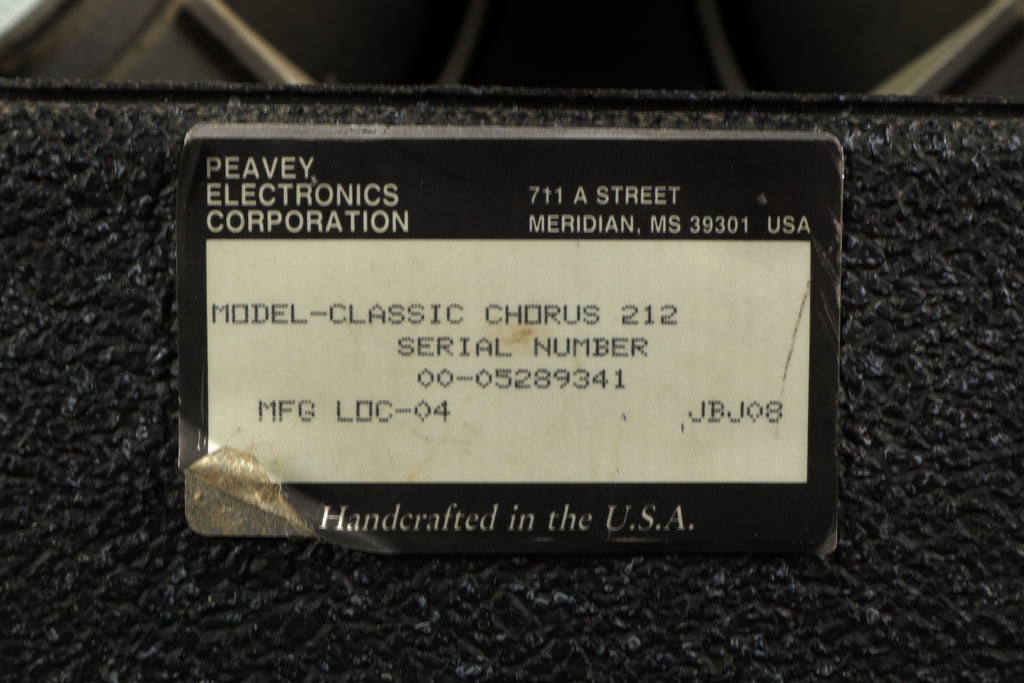 PEAVEY
ELECTRONICS
CORPORATION
711 A STREET
MERIDIAN, MS 39301 USA
MODEL-CLASSIC CHORUS 212
SERIAL NUMBER
00-05289341
MFG LOC-04 JBJ08
Handcrafted in the U.S.A.